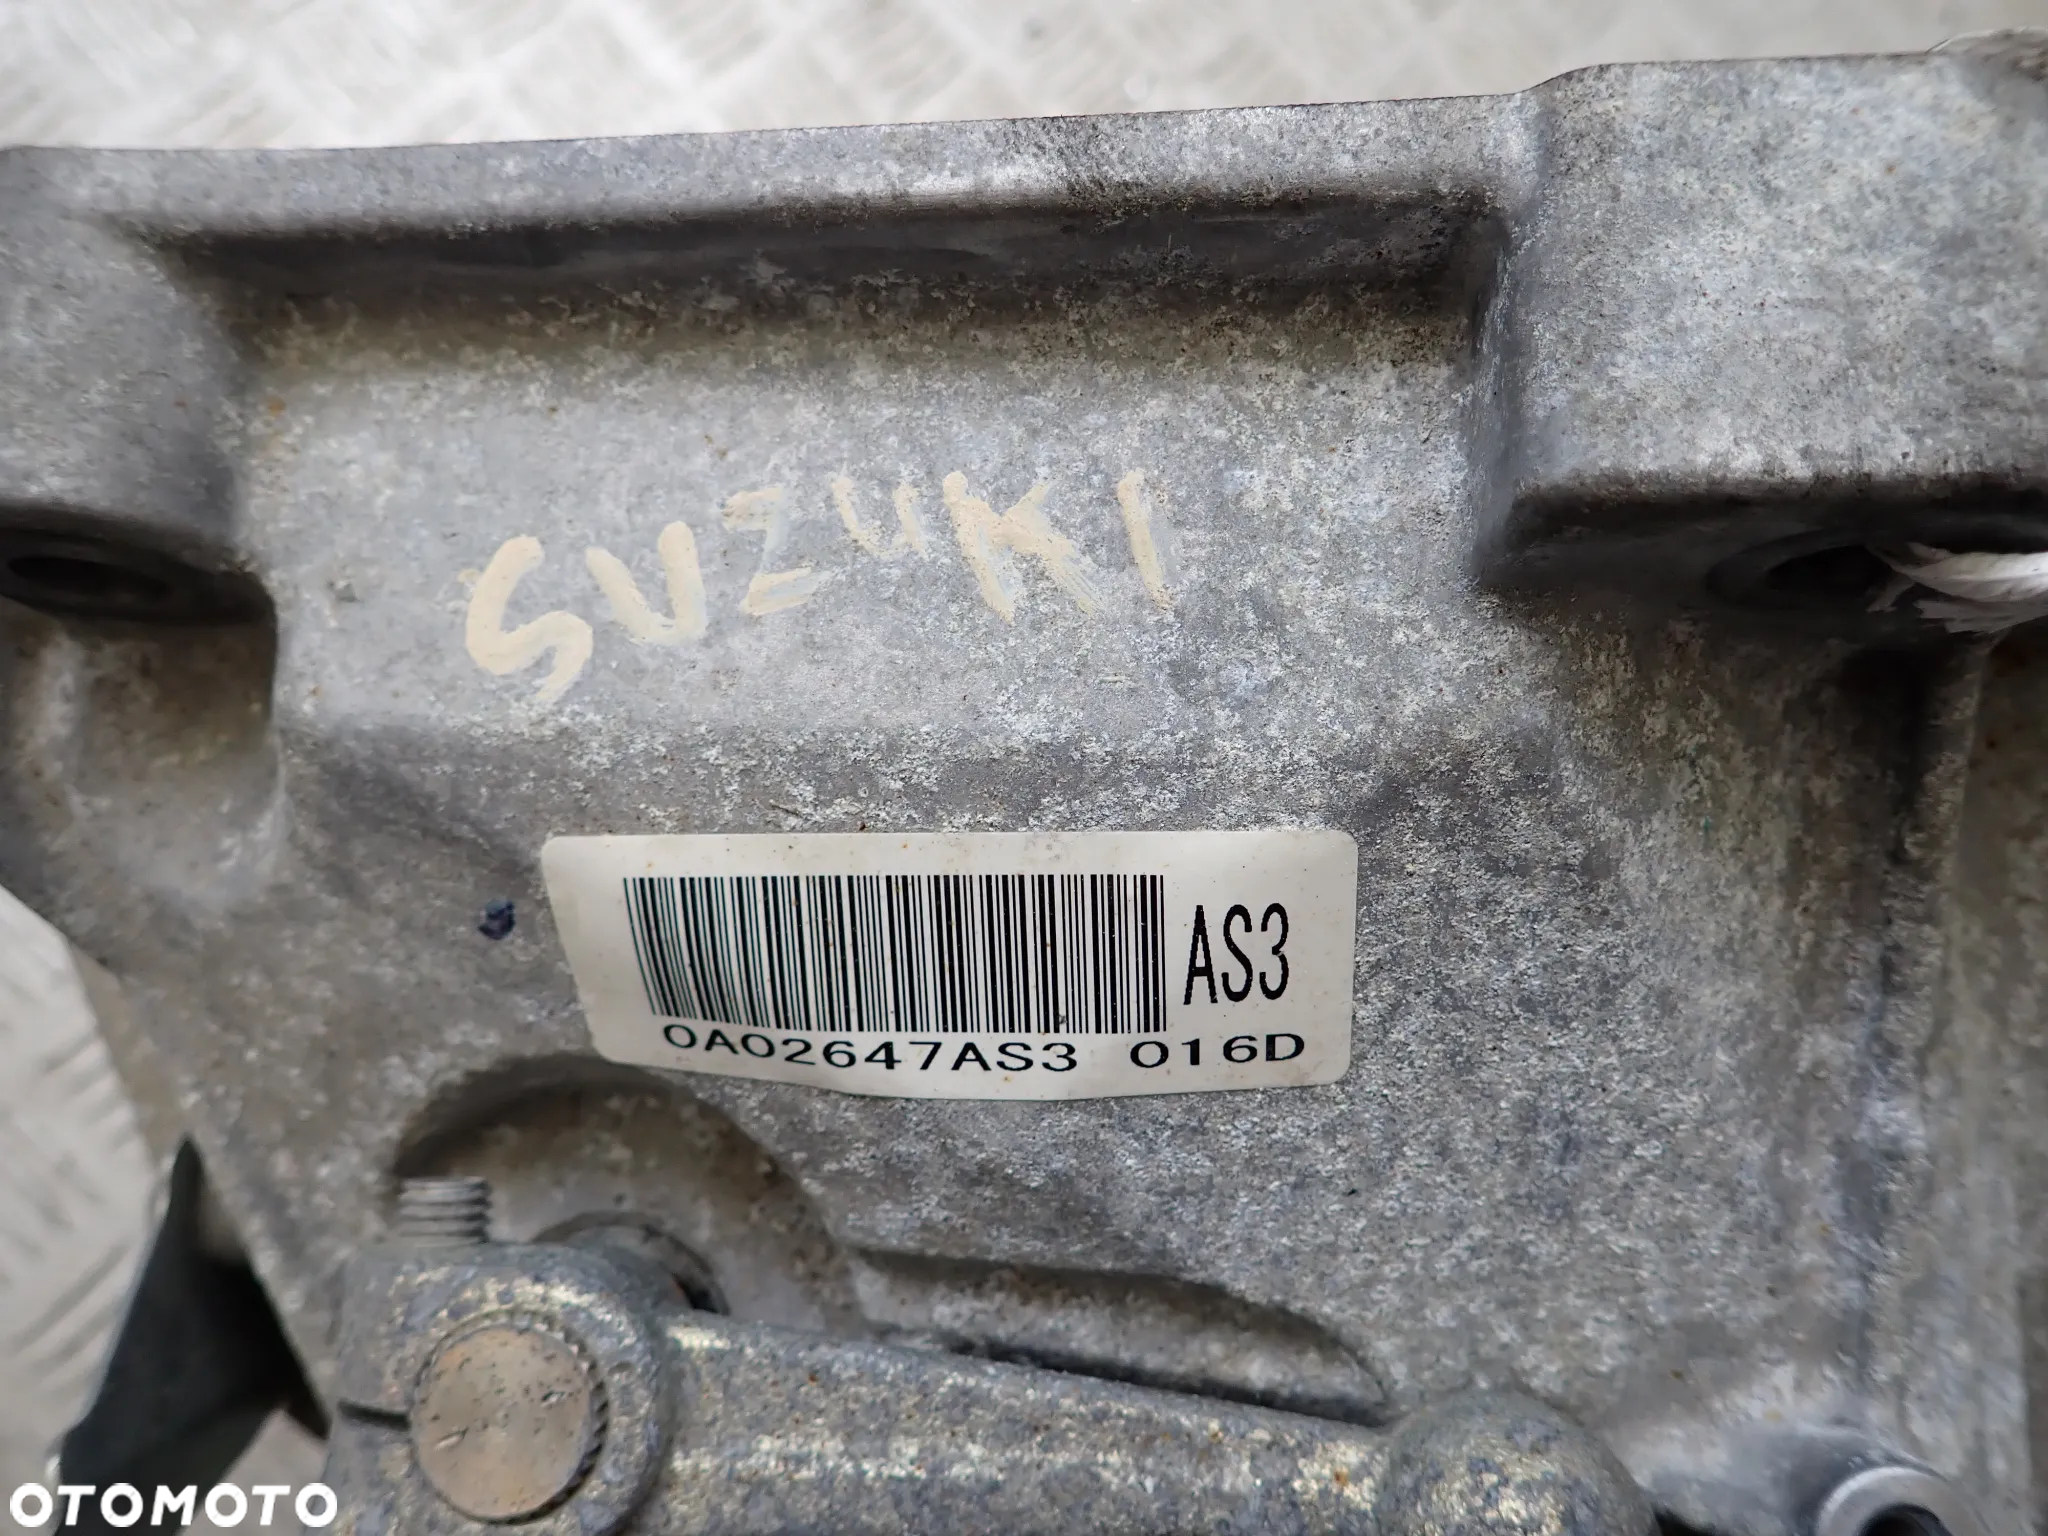 SUZUKI
AS3
0A02647AS3 016D
OTOMOTO